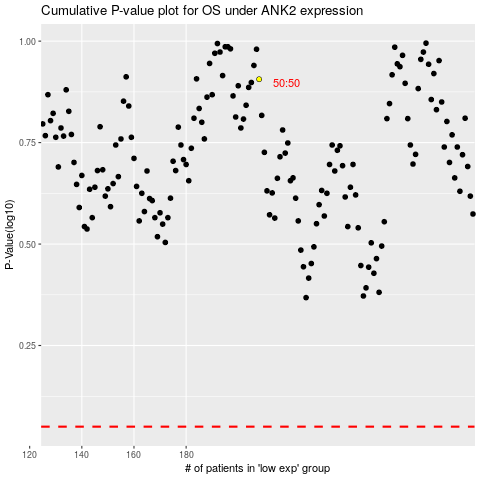 Cumulative P-value plot for OS under ANK2 expression
1.00
50:50
0.75
P-Value(log10)
0.50
0.25
120 140 160 180
# of patients in 'low exp' group